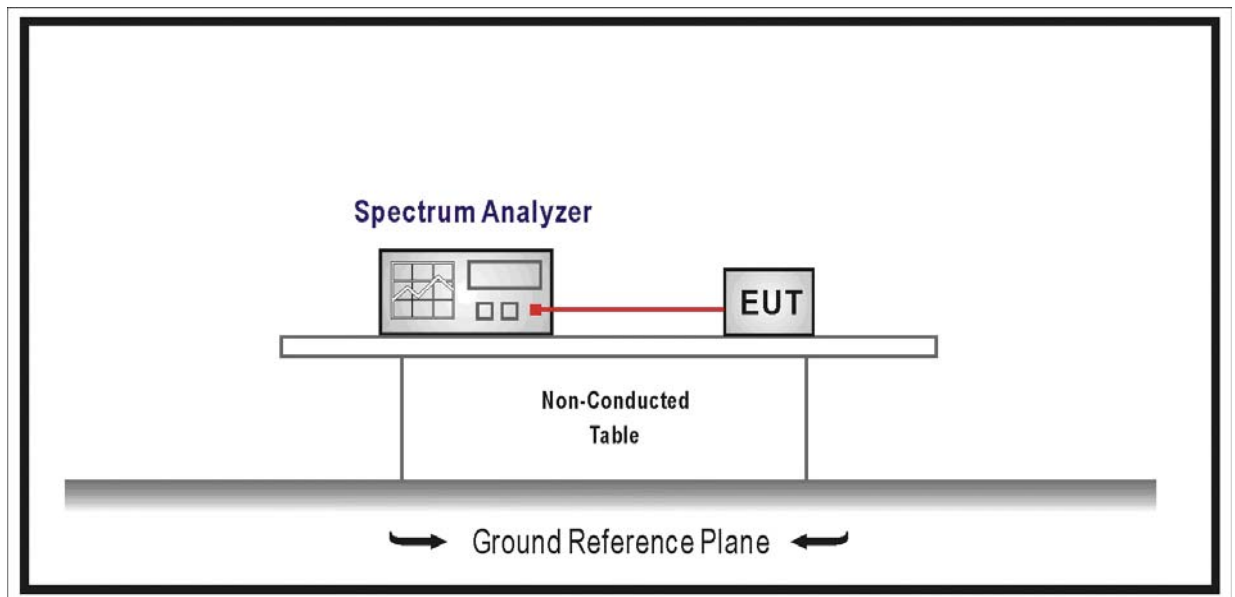 Spectrum Analyzer
EUT
Non-Conducted
Table
Ground Reference Plane